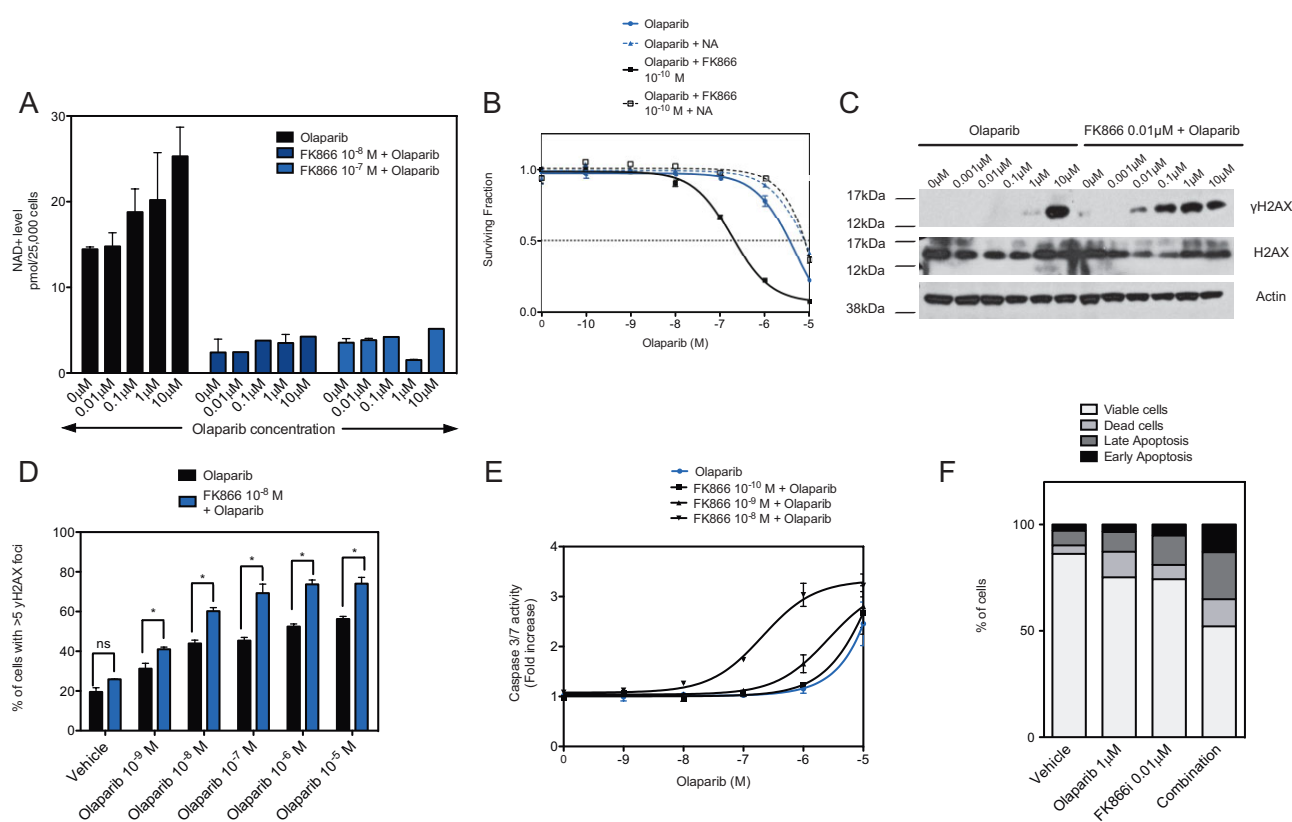 A
30
20
10
0
NAD+ level
pmol/25,000 cells
Olaparib
FK866 10-8 M + Olaparib
FK866 10-7 M + Olaparib
0µM
0.01µM
0.1µM
1µM
10µM
0µM
0.01µM
0.1µM
1µM
10µM
0µM
0.01µM
0.1µM
1µM
10µM
Olaparib concentration
Olaparib
Olaparib + NA
Olaparib + FK866
10-10 M
Olaparib + FK866
10-10 M + NA
B
1.0
0.5
0.0
Surviving Fraction
0
-10
-9
-8
-7
-6
-5
Olaparib (M)
C
Olaparib
FK866 0.01µM + Olaparib
0µM
0.001µM
0.01µM
0.1µM
1µM
10µM
0µM
0.001µM
0.01µM
0.1µM
1µM
10µM
17kDa
12kDa
γH2AX
17kDa
12kDa
H2AX
38kDa
Actin
D
Olaparib
FK866 10-8 M
+ Olaparib
100
80
60
40
20
0
% of cells with >5 yH2AX foci
ns
*
*
*
*
*
Vehicle
Olaparib 10-9 M
Olaparib 10-8 M
Olaparib 10-7 M
Olaparib 10-6 M
Olaparib 10-5 M
E
Olaparib
FK866 10-10 M + Olaparib
FK866 10-9 M + Olaparib
FK866 10-8 M + Olaparib
4
3
2
1
0
Caspase 3/7 activity
(Fold increase)
0
-9
-8
-7
-6
-5
Olaparib (M)
F
Viable cells
Dead cells
Late Apoptosis
Early Apoptosis
100
50
0
% of cells
Vehicle
Olaparib 1µM
FK866i 0.01µM
Combination